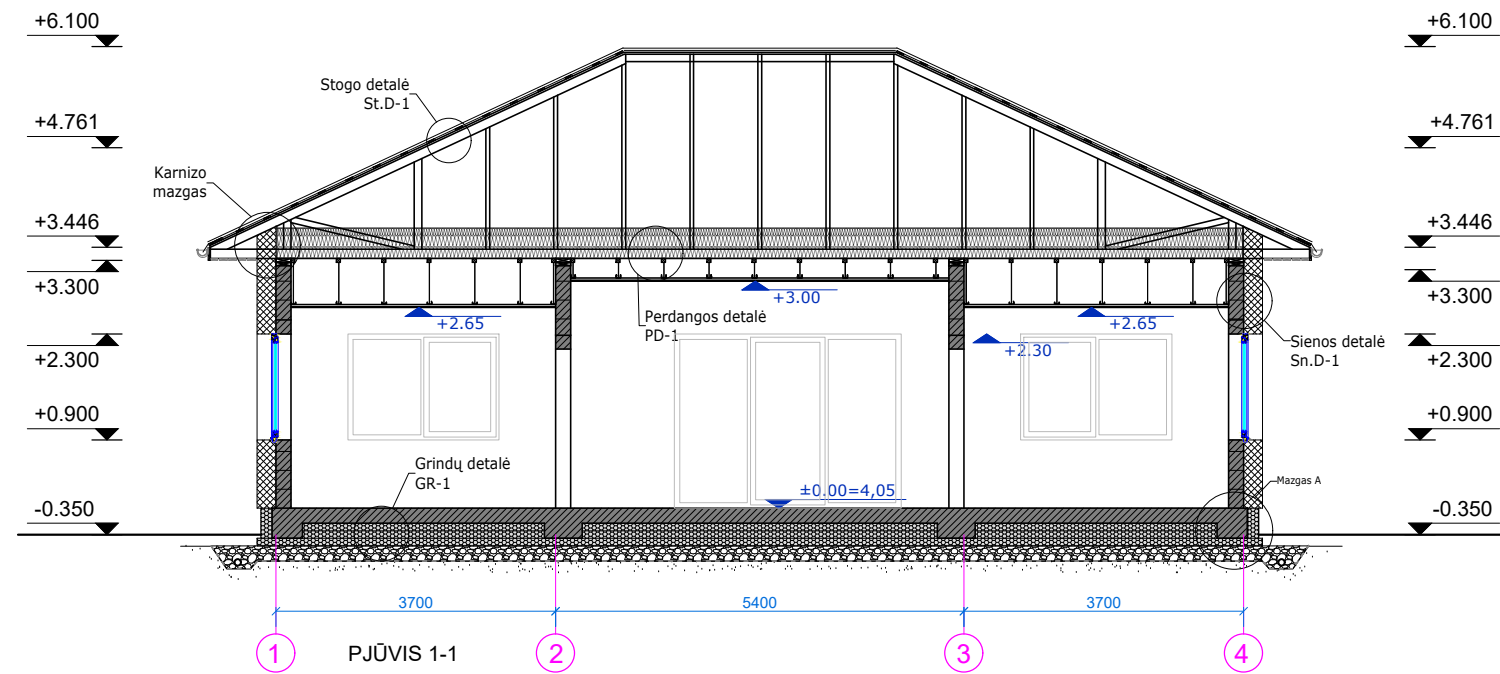 +6.100
+6.100
Stogo detalė
St.D-1
+4.761
+4.761
Karnizo
mazgas
+3.446
+3.446
+3.300
+3.300
+3.00
+2.65
+2.65
Perdangos detalė
PD-1
+2.30
Sienos detalė
Sn.D-1
+2.300
+2.300
+0.900
+0.900
Grindų detalė
GR-1
±0.00=4,05
Mazgas A
-0.350
-0.350
3700
5400
3700
1
2
3
4
PJŪVIS 1-1